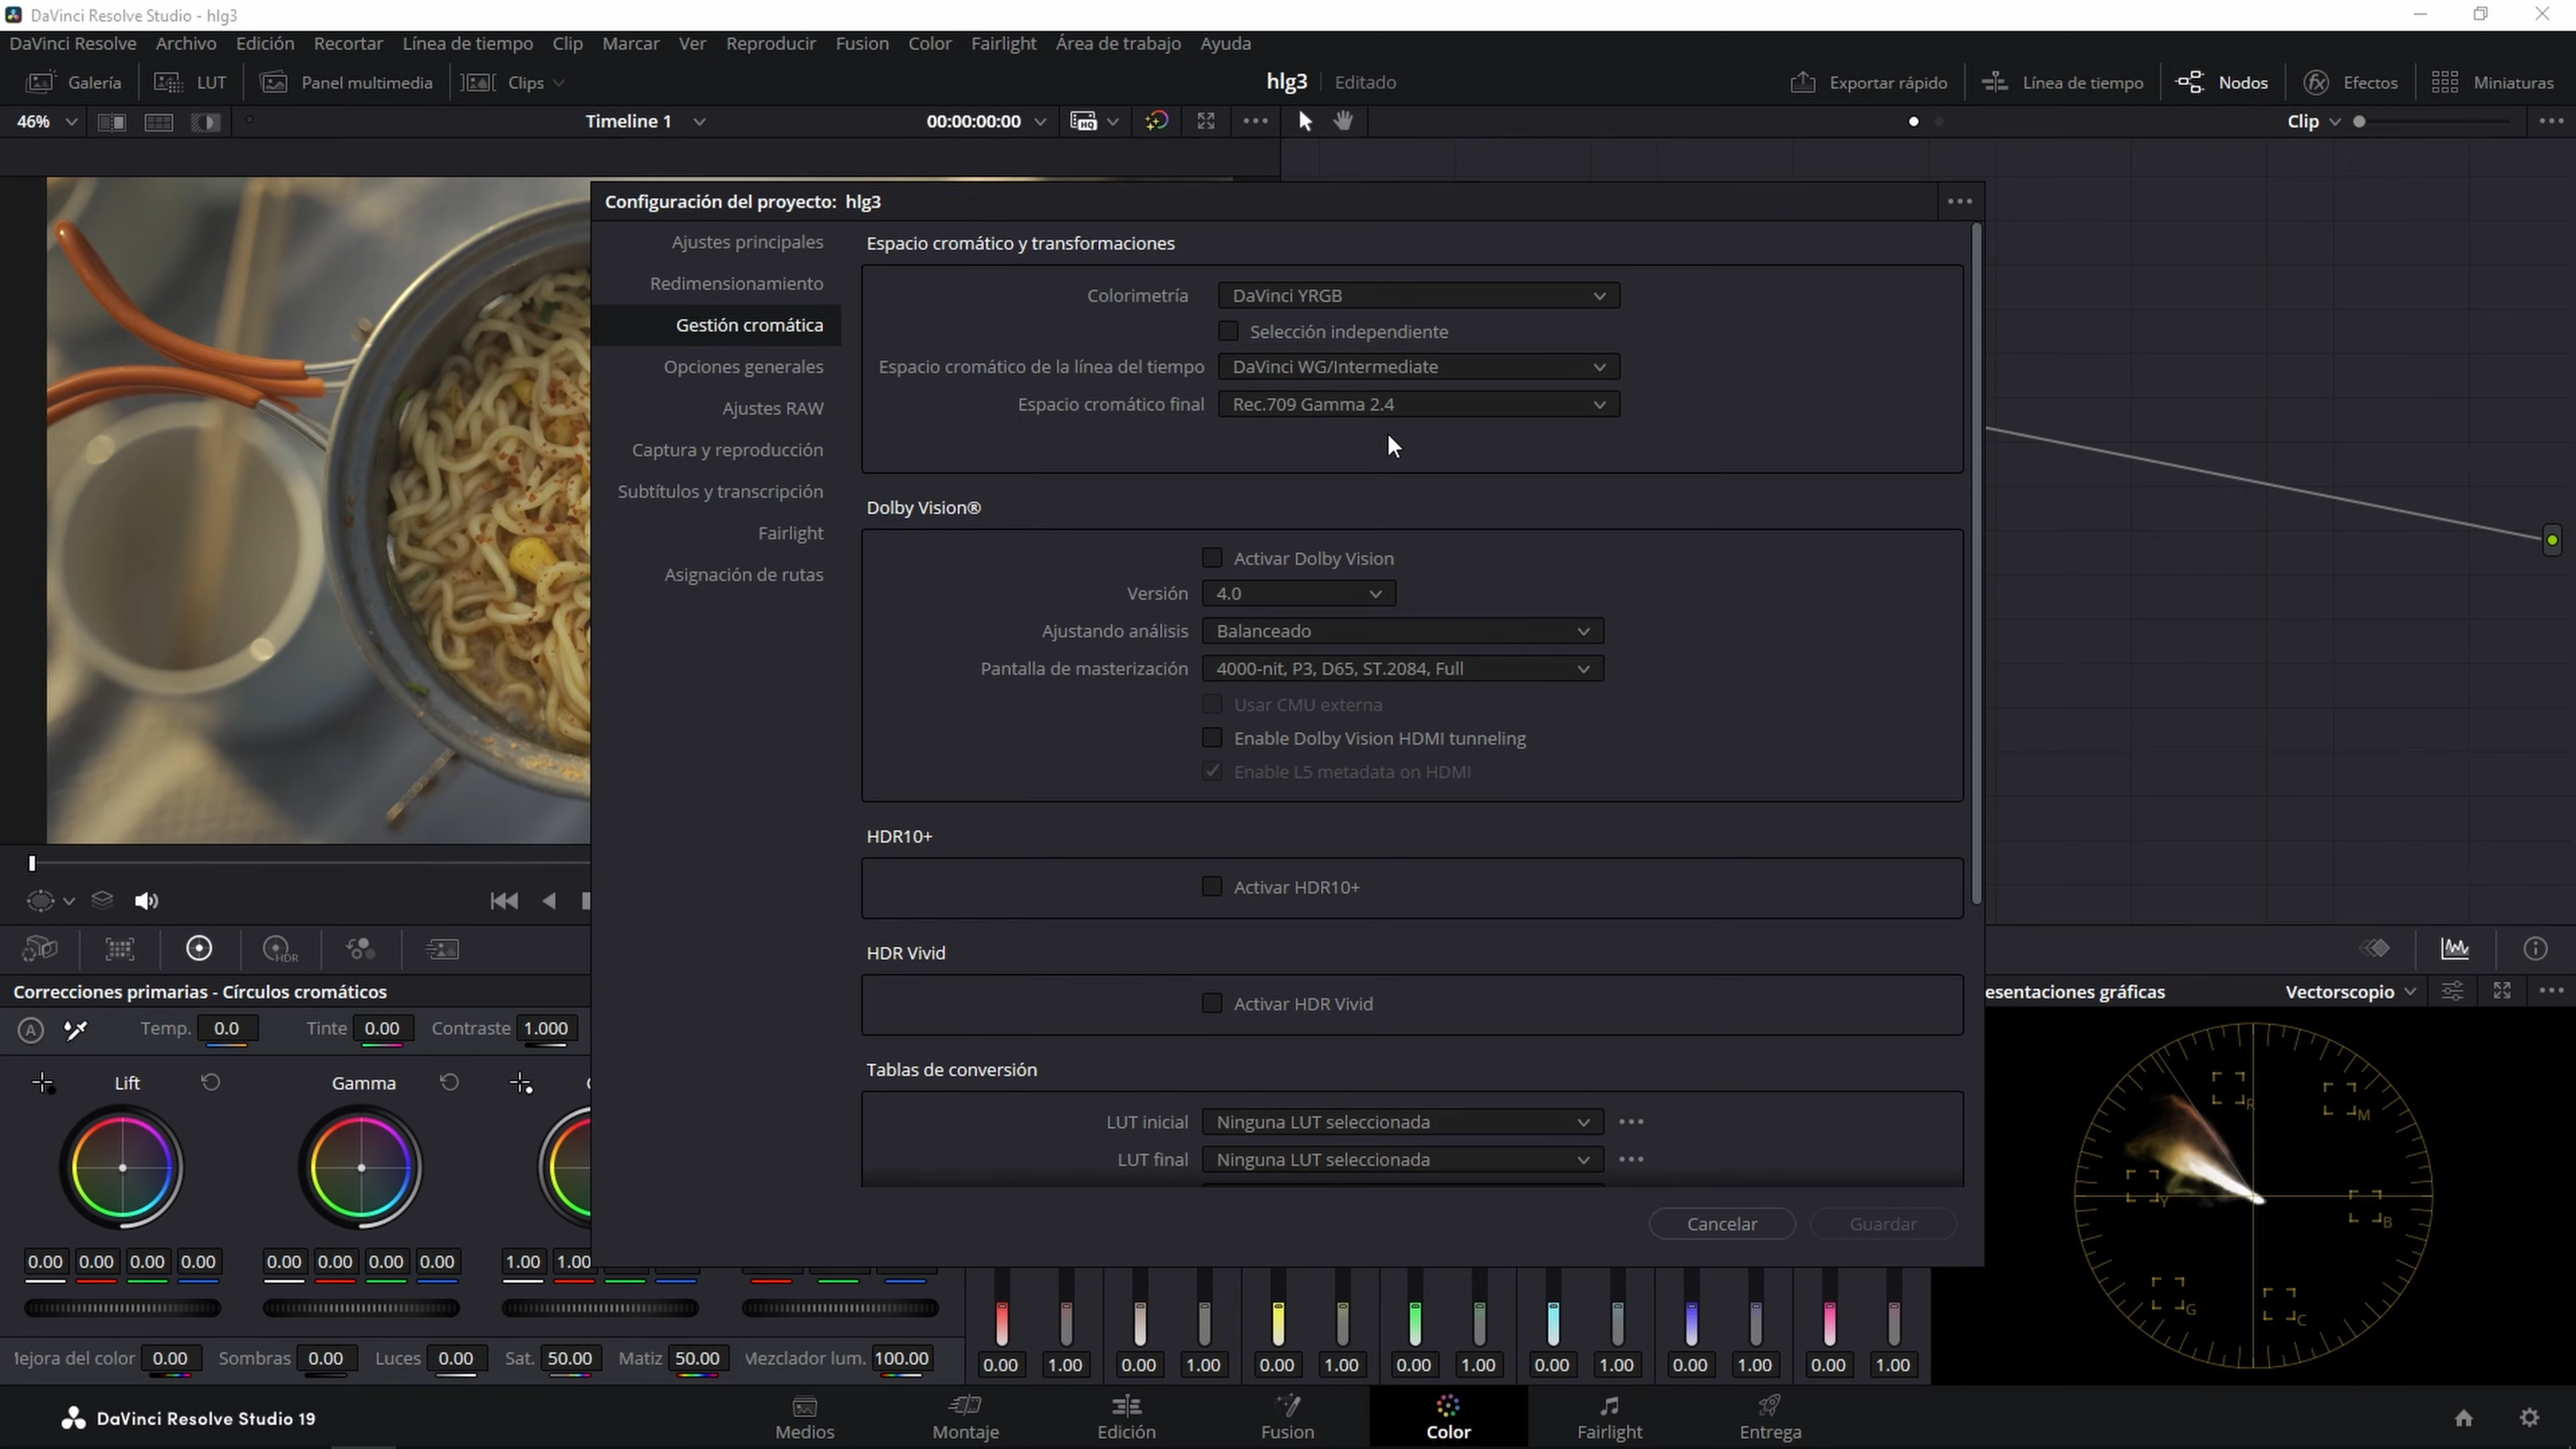 DaVinci Resolve Studio - hlg3
DaVinci Resolve Archivo Edición Recortar Línea de tiempo Clip Marcar Ver Reproducir Fusion Color Fairlight Área de trabajo Ayuda
Galería LUT Panel multimedia Clips hlg3 Editado Exportar rápido Línea de tiempo Nodos Efectos Miniaturas
46% Timeline 1 00:00:00:00 HQ Clip
Configuración del proyecto: hlg3
Ajustes principales
Redimensionamiento
Gestión cromática
Opciones generales
Ajustes RAW
Captura y reproducción
Subtítulos y transcripción
Fairlight
Asignación de rutas
Espacio cromático y transformaciones
Colorimetría DaVinci YRGB
Selección independiente
Espacio cromático de la línea del tiempo DaVinci WG/Intermediate
Espacio cromático final Rec.709 Gamma 2.4
Dolby Vision®
Activar Dolby Vision
Versión 4.0
Ajustando análisis Balanceado
Pantalla de masterización 4000-nit, P3, D65, ST.2084, Full
Usar CMU externa
Enable Dolby Vision HDMI tunneling
Enable L5 metadata on HDMI
HDR10+
Activar HDR10+
HDR Vivid
Activar HDR Vivid
Tablas de conversión
LUT inicial Ninguna LUT seleccionada
LUT final Ninguna LUT seleccionada
Cancelar Guardar
HDR
Correcciones primarias - Círculos cromáticos
A Temp. 0.0 Tinte 0.00 Contraste 1.000
Lift Gamma
0.00 0.00 0.00 0.00 0.00 0.00 0.00 0.00 1.00 1.00
ejora del color 0.00 Sombras 0.00 Luces 0.00 Sat. 50.00 Matiz 50.00 Mezclador lum. 100.00
0.00 1.00 0.00 1.00 0.00 1.00 0.00 1.00 0.00 1.00 0.00 1.00 0.00 1.00
esentaciones gráficas Vectorscopio
R M
Y B
G C
DaVinci Resolve Studio 19 Medios Montaje Edición Fusion Color Fairlight Entrega